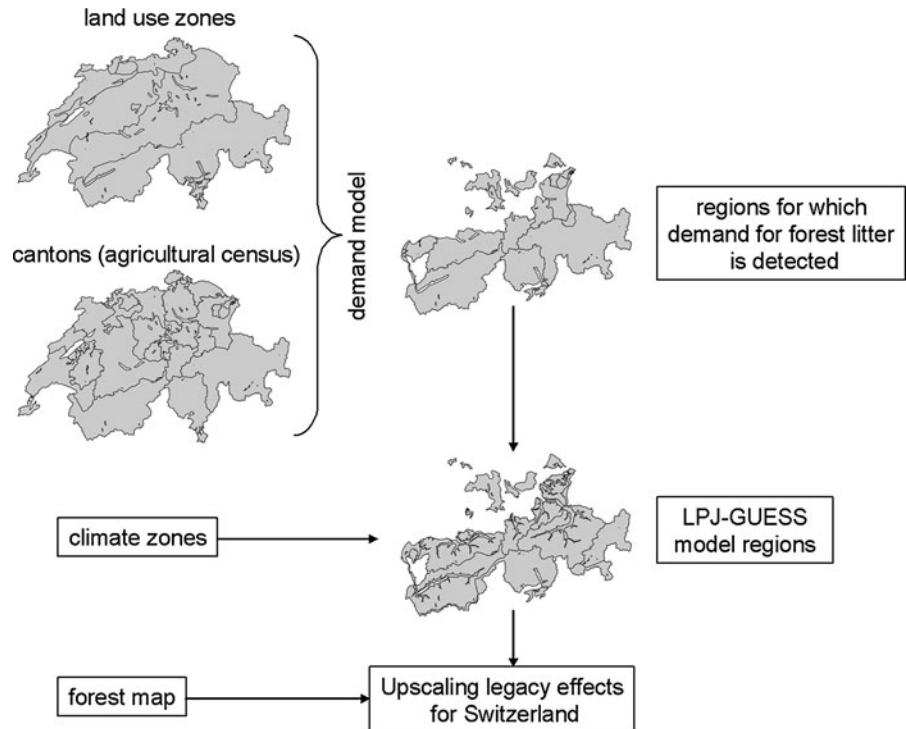 land use zones
cantons (agricultural census)
demand model
regions for which
demand for forest litter
is detected
climate zones
LPJ-GUESS
model regions
forest map
Upscaling legacy effects
for Switzerland